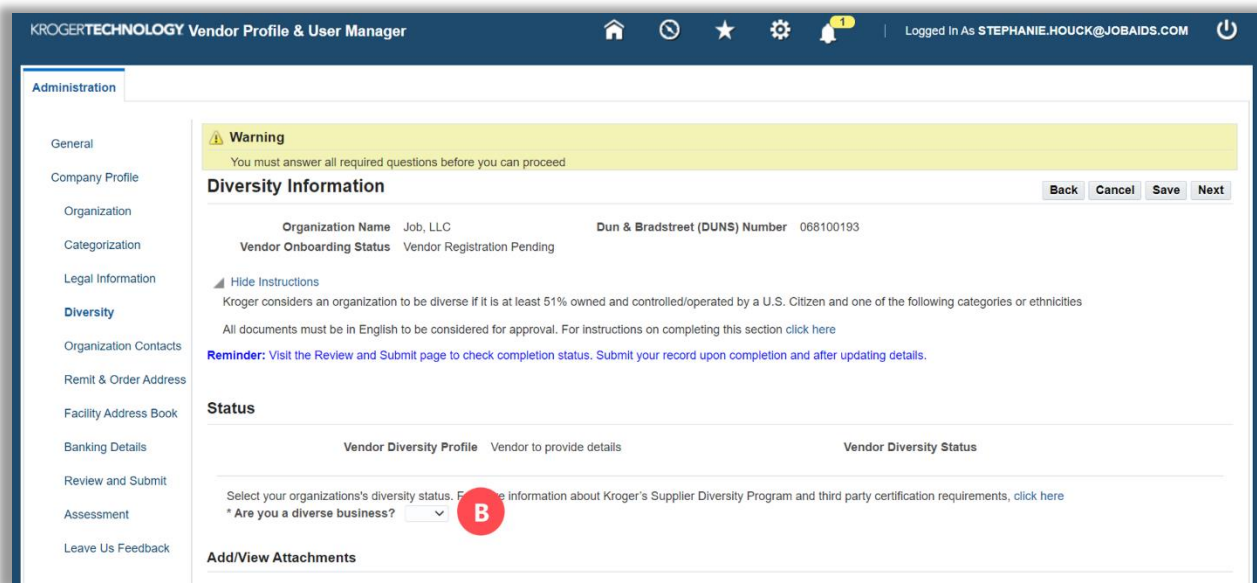 KROGERTECHNOLOGY. Vendor Profile & User Manager
1
Logged In As STEPHANIE.HOUCK@JOBAIDS.COM
Administration
General
Company Profile
Organization
Categorization
Legal Information
Diversity
Organization Contacts
Remit & Order Address
Facility Address Book
Banking Details
Review and Submit
Assessment
Leave Us Feedback
Warning
You must answer all required questions before you can proceed
Diversity Information
Back Cancel Save Next
Organization Name Job, LLC Dun & Bradstreet (DUNS) Number 068100193
Vendor Onboarding Status Vendor Registration Pending
Hide Instructions
Kroger considers an organization to be diverse if it is at least 51% owned and controlled/operated by a U.S. Citizen and one of the following categories or ethnicities
All documents must be in English to be considered for approval. For instructions on completing this section click here
Reminder: Visit the Review and Submit page to check completion status. Submit your record upon completion and after updating details.
Status
Vendor Diversity Profile Vendor to provide details Vendor Diversity Status
Select your organizations's diversity status. information about Kroger's Supplier Diversity Program and third party certification requirements, click here
* Are you a diverse business?
B
Add/View Attachments